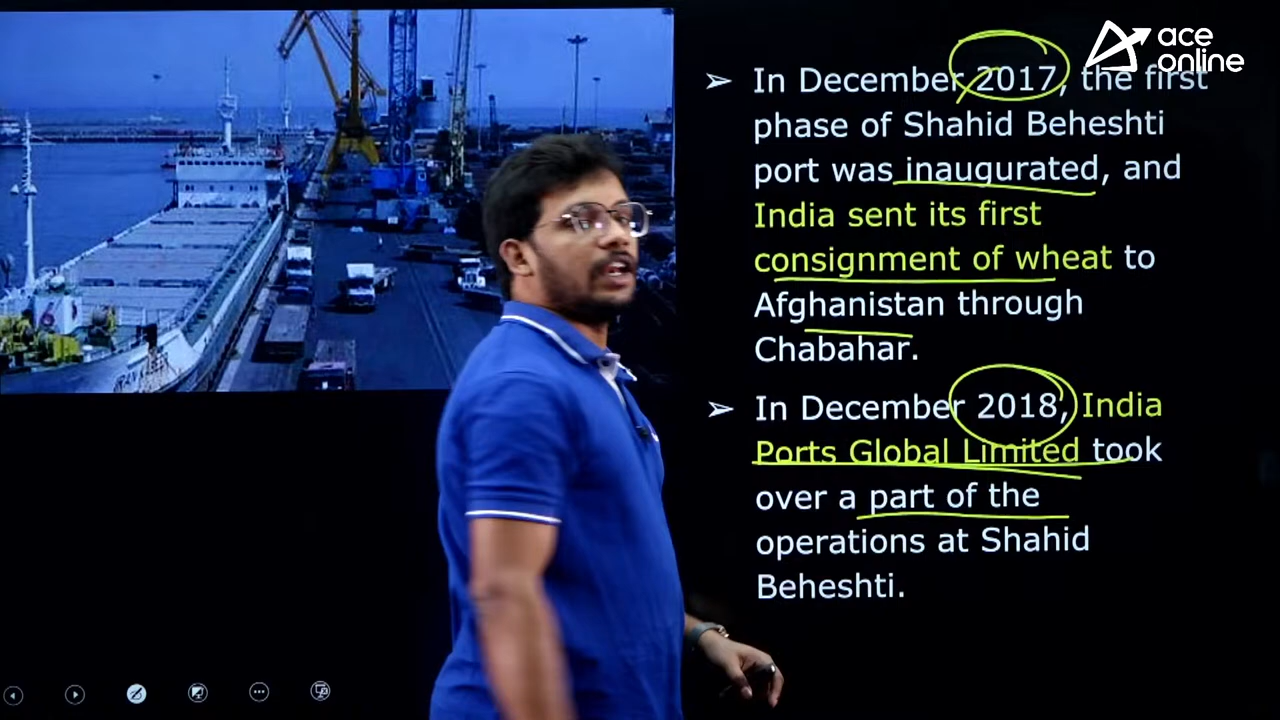 ace
online
➢ In December 2017, the first
phase of Shahid Beheshti
port was inaugurated, and
India sent its first
consignment of wheat to
Afghanistan through
Chabahar.
➢ In December 2018, India
Ports Global Limited took
over a part of the
operations at Shahid
Beheshti.